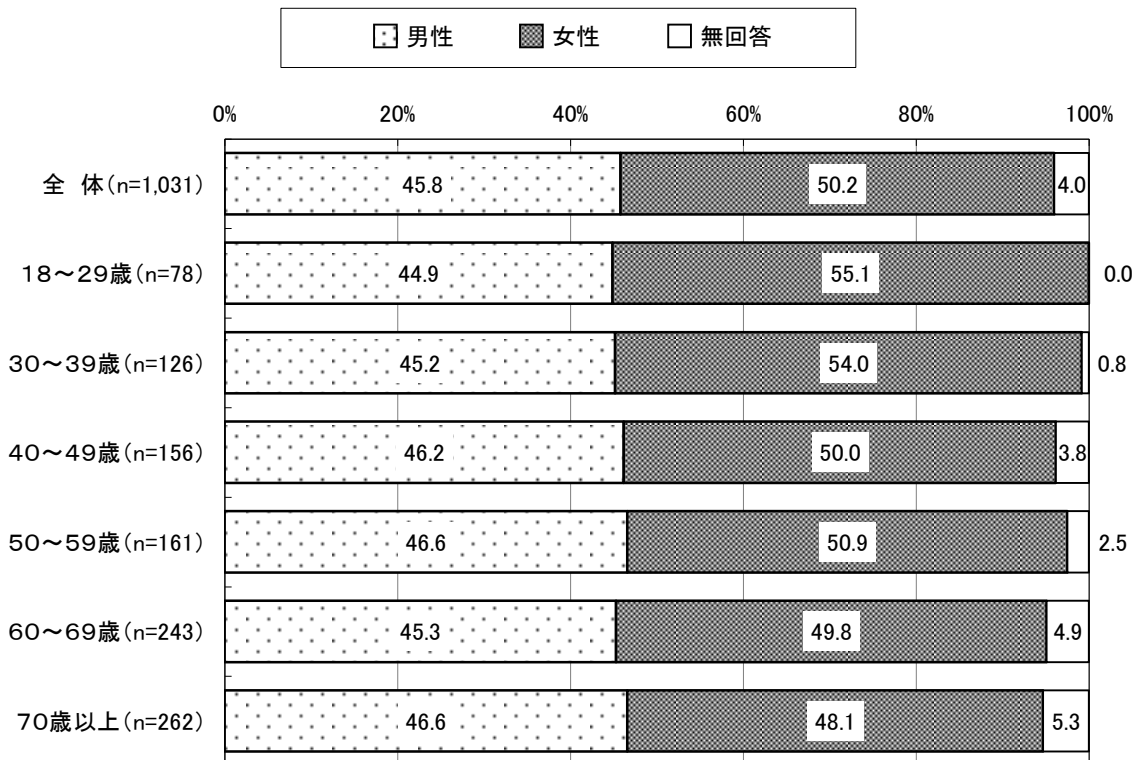 男性 女性 無回答
0% 20% 40% 60% 80% 100%
全 体(n=1,031) 45.8 50.2 4.0
18～29歳(n=78) 44.9 55.1 0.0
30～39歳(n=126) 45.2 54.0 0.8
40～49歳(n=156) 46.2 50.0 3.8
50～59歳(n=161) 46.6 50.9 2.5
60～69歳(n=243) 45.3 49.8 4.9
70歳以上(n=262) 46.6 48.1 5.3